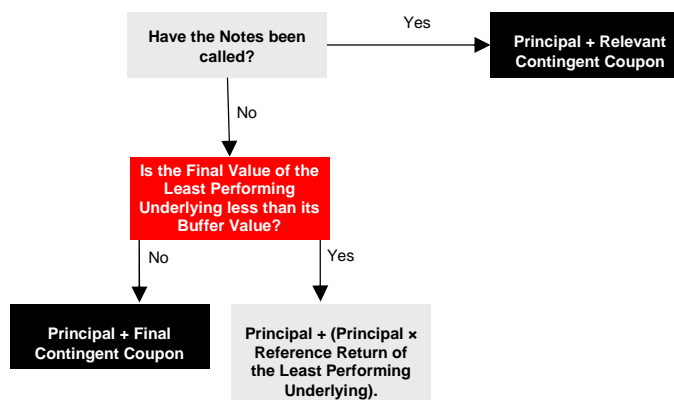 Have the Notes been
called?
Yes
Principal + Relevant
Contingent Coupon
No
Is the Final Value of the
Least Performing
Underlying less than its
Buffer Value?
No
Yes
Principal + Final
Contingent Coupon
Principal + (Principal ×
Reference Return of
the Least Performing
Underlying).